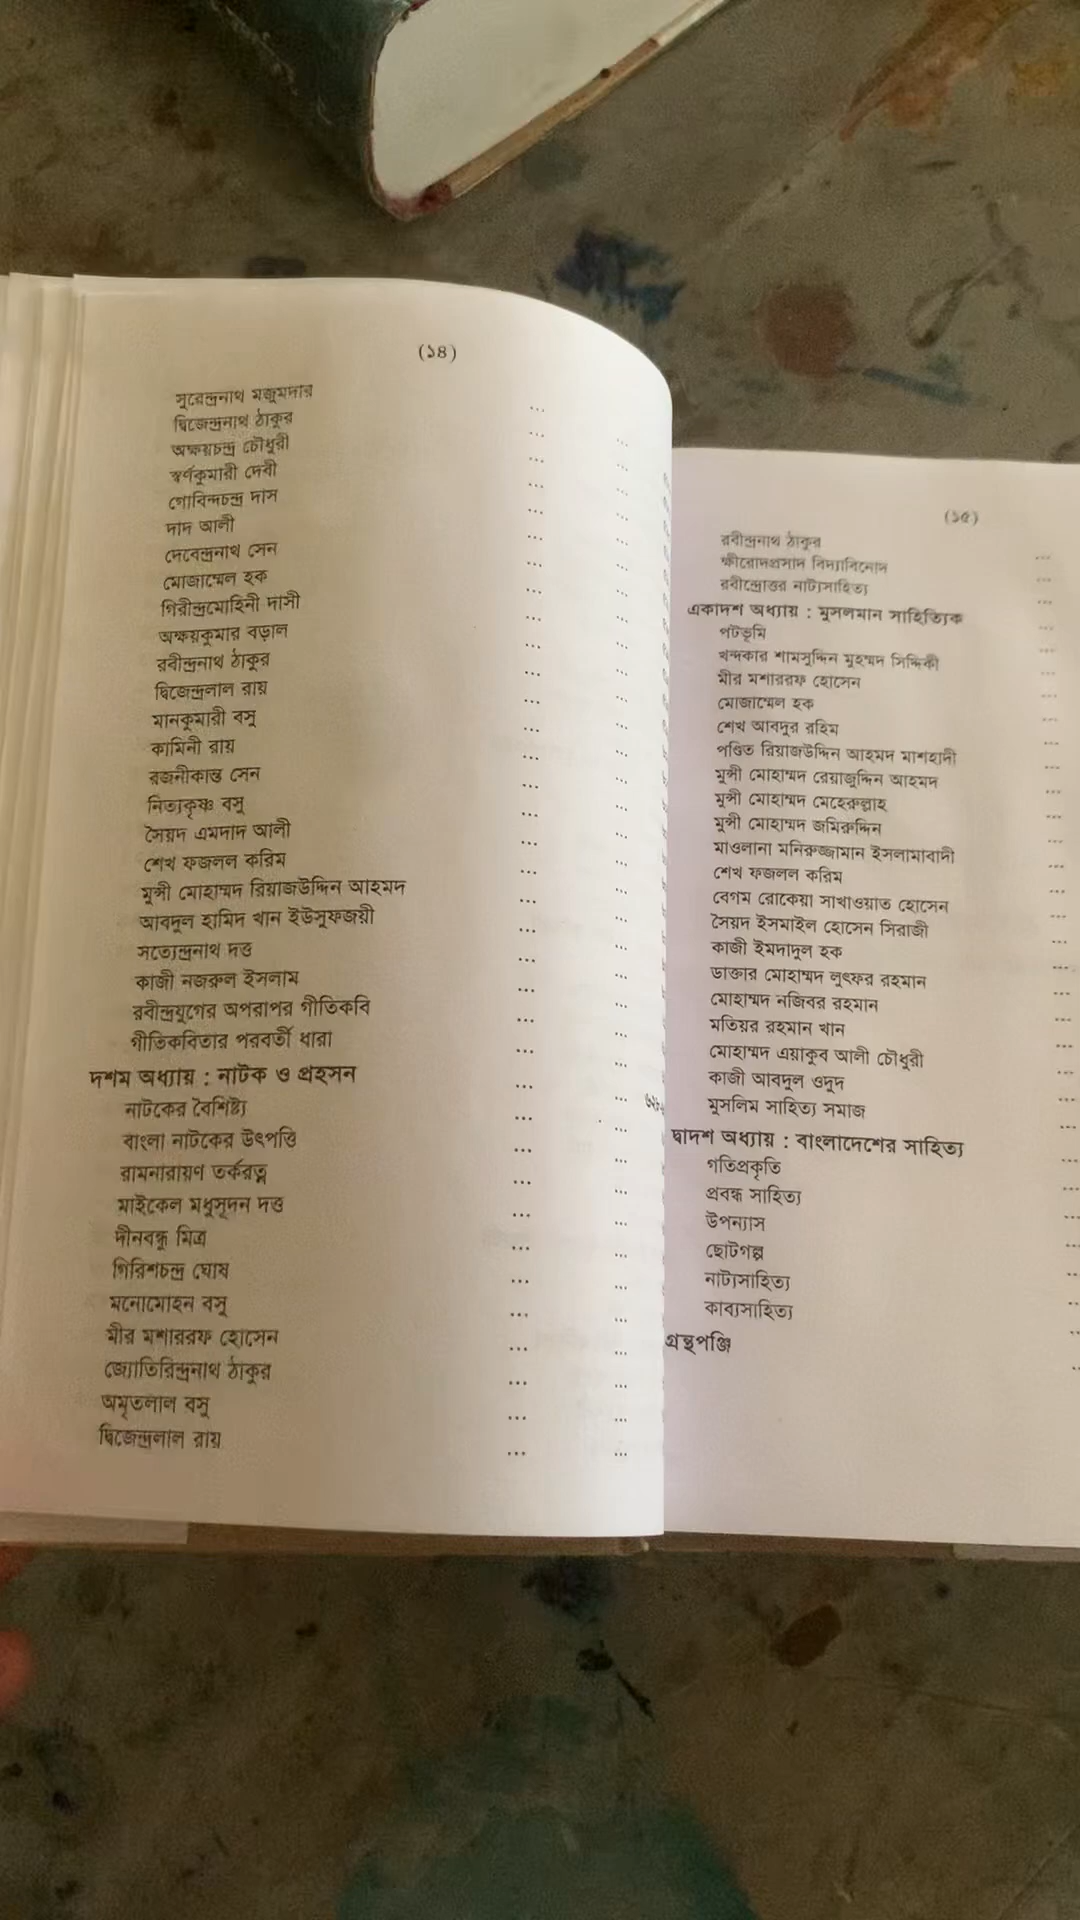 (১৪)
সুরেন্দ্রনাথ মজুমদার
দ্বিজেন্দ্রনাথ ঠাকুর
অক্ষয়চন্দ্র চৌধুরী
স্বর্ণকুমারী দেবী
গোবিন্দচন্দ্র দাস
দাদ আলী
দেবেন্দ্রনাথ সেন
মোজাম্মেল হক
গিরীন্দ্রমোহিনী দাসী
অক্ষয়কুমার বড়াল
রবীন্দ্রনাথ ঠাকুর
দ্বিজেন্দ্রলাল রায়
মানকুমারী বসু
কামিনী রায়
রজনীকান্ত সেন
নিত্যকৃষ্ণ বসু
সৈয়দ এমদাদ আলী
শেখ ফজলল করিম
মুন্সী মোহাম্মদ রিয়াজউদ্দিন আহমদ
আবদুল হামিদ খান ইউসুফজয়ী
সত্যেন্দ্রনাথ দত্ত
কাজী নজরুল ইসলাম
রবীন্দ্রযুগের অপরাপর গীতিকবি
গীতিকবিতার পরবর্তী ধারা
দশম অধ্যায় : নাটক ও প্রহসন
নাটকের বৈশিষ্ট্য
বাংলা নাটকের উৎপত্তি
রামনারায়ণ তর্করত্ন
মাইকেল মধুসূদন দত্ত
দীনবন্ধু মিত্র
গিরিশচন্দ্র ঘোষ
মনোমোহন বসু
মীর মশাররফ হোসেন
জ্যোতিরিন্দ্রনাথ ঠাকুর
অমৃতলাল বসু
দ্বিজেন্দ্রলাল রায়
(১৫)
রবীন্দ্রনাথ ঠাকুর
ক্ষীরোদপ্রসাদ বিদ্যাবিনোদ
রবীন্দ্রোত্তর নাট্যসাহিত্য
একাদশ অধ্যায় : মুসলমান সাহিত্যিক
পটভূমি
খন্দকার শামসুদ্দিন মুহম্মদ সিদ্দিকী
মীর মশাররফ হোসেন
মোজাম্মেল হক
শেখ আবদুর রহিম
পণ্ডিত রিয়াজউদ্দিন আহমদ মাশহাদী
মুন্সী মোহাম্মদ রেয়াজুদ্দিন আহমদ
মুন্সী মোহাম্মদ মেহেরুল্লাহ
মুন্সী মোহাম্মদ জমিরুদ্দিন
মাওলানা মনিরুজ্জামান ইসলামাবাদী
শেখ ফজলল করিম
বেগম রোকেয়া সাখাওয়াত হোসেন
সৈয়দ ইসমাইল হোসেন সিরাজী
কাজী ইমদাদুল হক
ডাক্তার মোহাম্মদ লুৎফর রহমান
মোহাম্মদ নজিবর রহমান
মতিয়র রহমান খান
মোহাম্মদ এয়াকুব আলী চৌধুরী
কাজী আবদুল ওদুদ
মুসলিম সাহিত্য সমাজ
দ্বাদশ অধ্যায় : বাংলাদেশের সাহিত্য
গতিপ্রকৃতি
প্রবন্ধ সাহিত্য
উপন্যাস
ছোটগল্প
নাট্যসাহিত্য
কাব্যসাহিত্য
গ্রন্থপঞ্জি